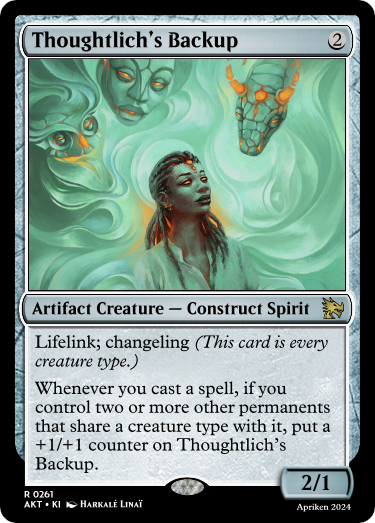 Thoughtlich's Backup 2
Artifact Creature — Construct Spirit
Lifelink; changeling (This card is every
creature type.)
Whenever you cast a spell, if you
control two or more other permanents
that share a creature type with it, put a
+1/+1 counter on Thoughtlich's
Backup.
2/1
R 0261
AKT • KI Harkalé Linaï
Apriken 2024